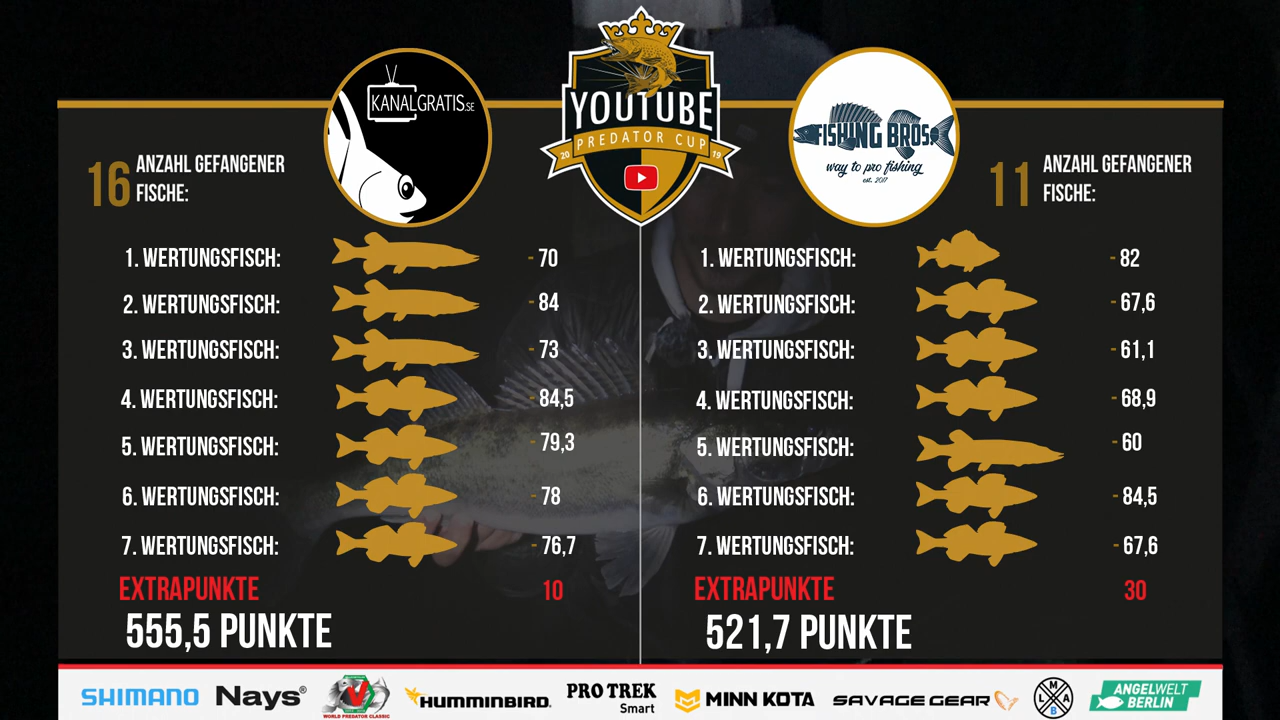 KANALGRATIS.SE
YOUTUBE
PREDATOR CUP
20 19
FISHING BROS.
way to pro fishing
est. 2017
16 ANZAHL GEFANGENER
FISCHE:
11 ANZAHL GEFANGENER
FISCHE:
1. WERTUNGSFISCH: - 70
2. WERTUNGSFISCH: - 84
3. WERTUNGSFISCH: - 73
4. WERTUNGSFISCH: - 84,5
5. WERTUNGSFISCH: - 79,3
6. WERTUNGSFISCH: - 78
7. WERTUNGSFISCH: - 76,7
EXTRAPUNKTE 10
555,5 PUNKTE
1. WERTUNGSFISCH: - 82
2. WERTUNGSFISCH: - 67,6
3. WERTUNGSFISCH: - 61,1
4. WERTUNGSFISCH: - 68,9
5. WERTUNGSFISCH: - 60
6. WERTUNGSFISCH: - 84,5
7. WERTUNGSFISCH: - 67,6
EXTRAPUNKTE 30
521,7 PUNKTE
SHIMANO
Nays®
WORLD PREDATOR CLASSIC
HUMMINBIRD.
PRO TREK
Smart
MINN KOTA
SAVAGE GEAR
M A B
ANGELWELT
BERLIN